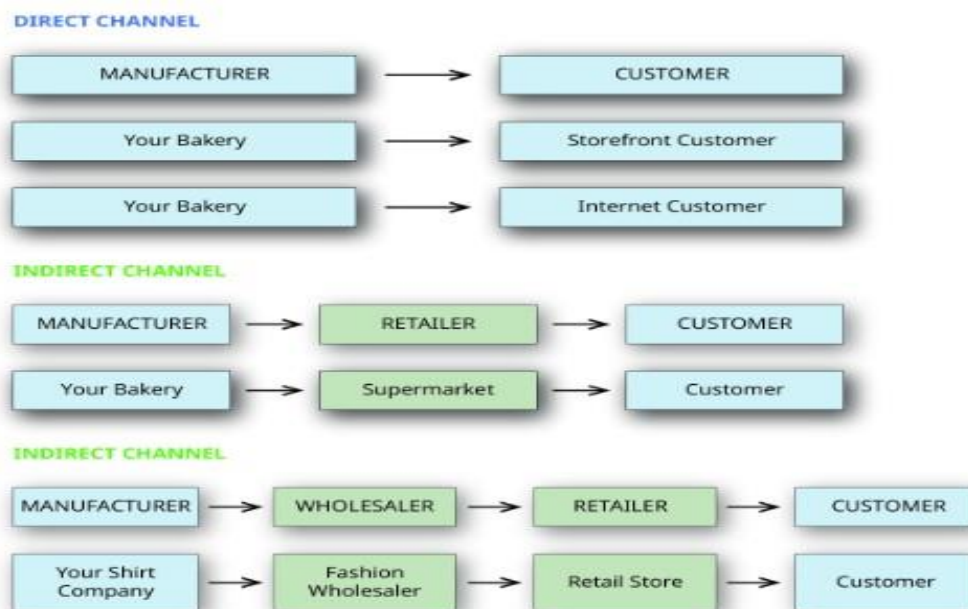 DIRECT CHANNEL
MANUFACTURER CUSTOMER
Your Bakery Storefront Customer
Your Bakery Internet Customer
INDIRECT CHANNEL
MANUFACTURER RETAILER CUSTOMER
Your Bakery Supermarket Customer
INDIRECT CHANNEL
MANUFACTURER WHOLESALER RETAILER CUSTOMER
Your Shirt
Company
Fashion
Wholesaler
Retail Store
Customer